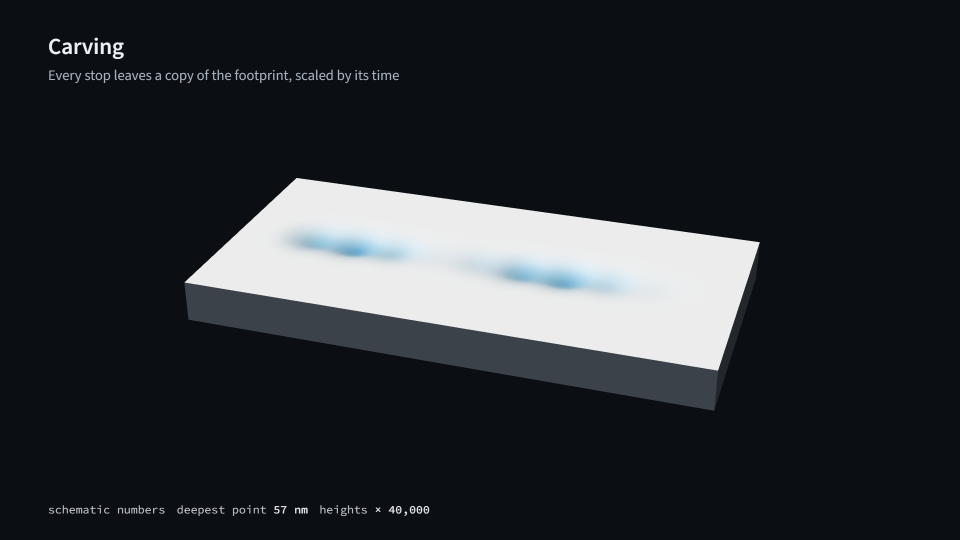 Carving
Every stop leaves a copy of the footprint, scaled by its time
schematic numbers deepest point 57 nm heights × 40,000